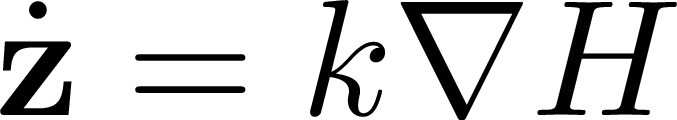 ż = k∇H